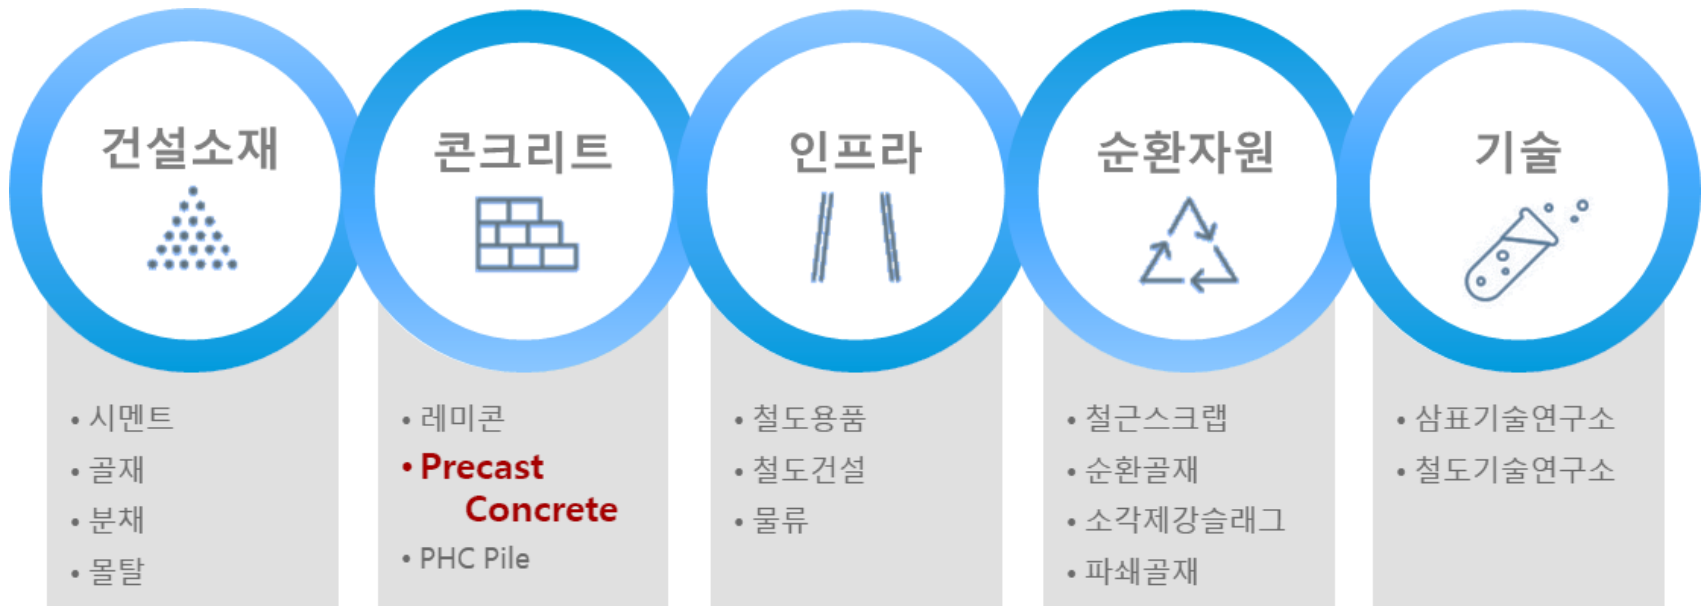 건설소재
• 시멘트
• 골재
• 분채
• 몰탈
콘크리트
• 레미콘
• Precast
Concrete
• PHC Pile
인프라
• 철도용품
• 철도건설
• 물류
순환자원
• 철근스크랩
• 순환골재
• 소각제강슬래그
• 파쇄골재
기술
• 삼표기술연구소
• 철도기술연구소